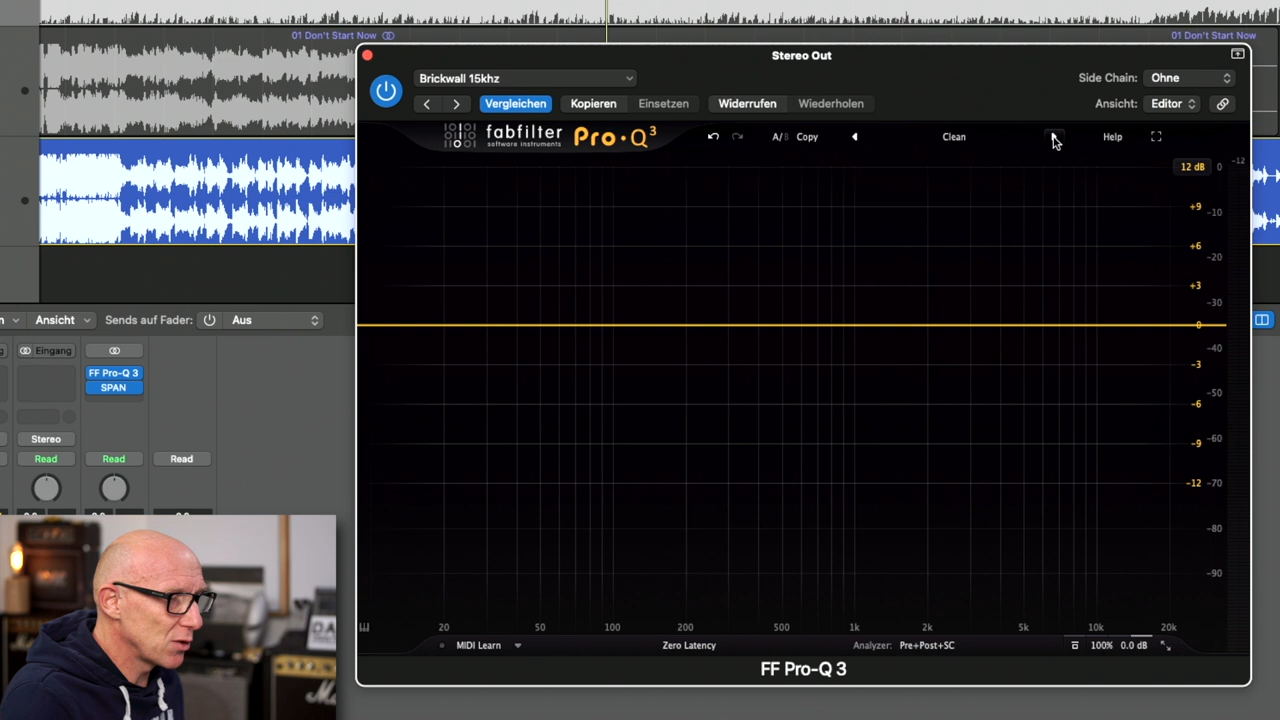 01 Don't Start Now
01 Don't Start Now
Stereo Out
Brickwall 15khz
Side Chain: Ohne
Vergleichen Kopieren Einsetzen Widerrufen Wiederholen
Ansicht: Editor
fabfilter
software instruments
Pro·Q3
A/B Copy
Clean
Help
12 dB 0 -12
+9 -10
+6 -20
+3 -30
0
-3 -40
-6 -50
-9 -60
-12 -70
-80
-90
20 50 100 200 500 1k 2k 5k 10k 20k
MIDI Learn Zero Latency Analyzer: Pre+Post+SC 100% 0.0 dB
FF Pro-Q 3
Ansicht Sends auf Fader: Aus
Eingang
FF Pro-Q 3
SPAN
Stereo
Read Read Read